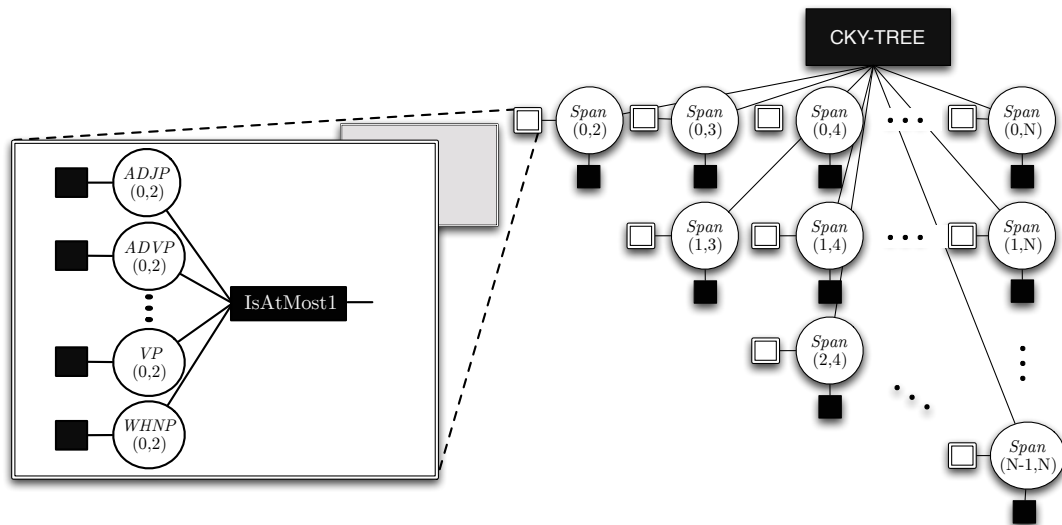 CKY-TREE
Span
(0,2)
Span
(0,3)
Span
(0,4)
Span
(0,N)
Span
(1,3)
Span
(1,4)
Span
(1,N)
Span
(2,4)
Span
(N-1,N)
ADJP
(0,2)
ADVP
(0,2)
IsAtMost1
VP
(0,2)
WHNP
(0,2)